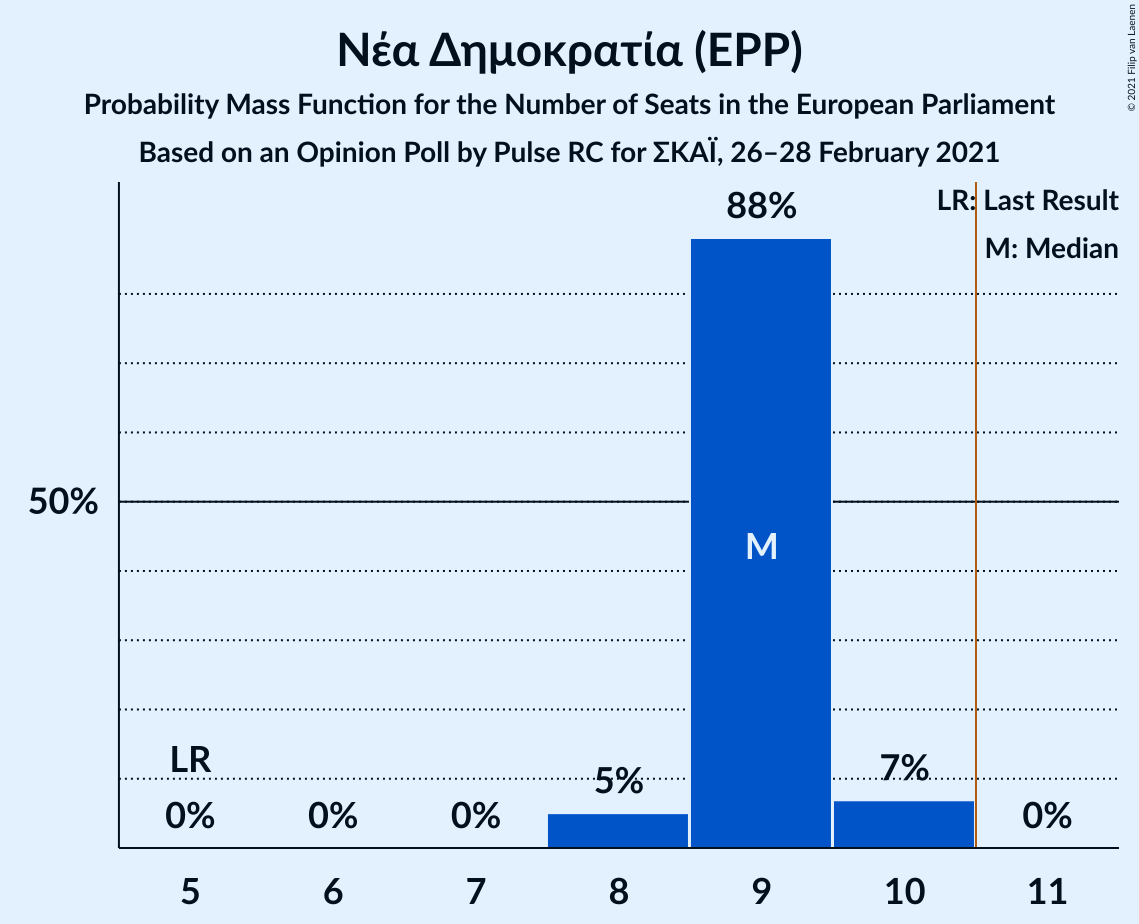 Νέα Δημοκρατία (EPP)
Probability Mass Function for the Number of Seats in the European Parliament
Based on an Opinion Poll by Pulse RC for ΣΚΑΪ, 26–28 February 2021
© 2021 Filip van Laenen
LR: Last Result
M: Median
88%
50%
M
LR
5%
7%
0%
0%
0%
0%
5
6
7
8
9
10
11